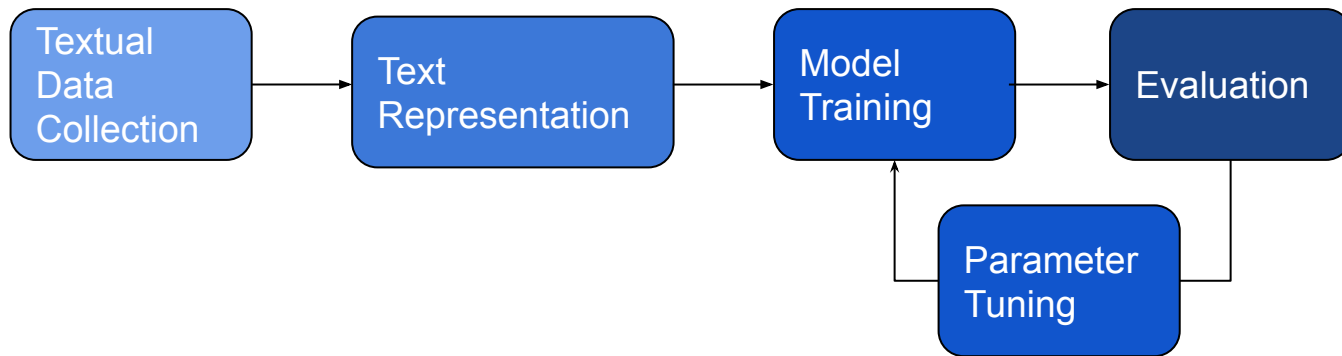 Textual
Data
Collection
Text
Representation
Model
Training
Evaluation
Parameter
Tuning